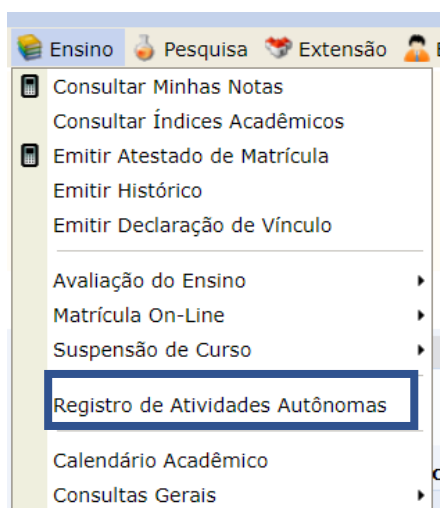 Ensino Pesquisa Extensão
Consultar Minhas Notas
Consultar Índices Acadêmicos
Emitir Atestado de Matrícula
Emitir Histórico
Emitir Declaração de Vínculo
Avaliação do Ensino
Matrícula On-Line
Suspensão de Curso
Registro de Atividades Autônomas
Calendário Acadêmico
Consultas Gerais